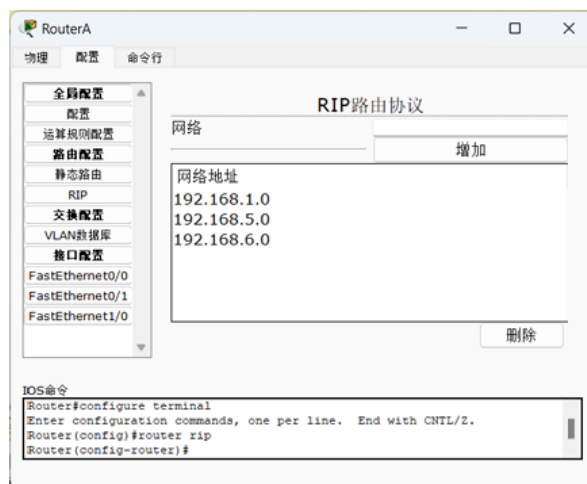 RouterA
物理 配置 命令行
全局配置
配置
运算规则配置
路由配置
静态路由
RIP
交换配置
VLAN数据库
接口配置
FastEthernet0/0
FastEthernet0/1
FastEthernet1/0
RIP路由协议
网络
增加
网络地址
192.168.1.0
192.168.5.0
192.168.6.0
删除
IOS命令
Router#configure terminal
Enter configuration commands, one per line.  End with CNTL/Z.
Router(config)#router rip
Router(config-router)#